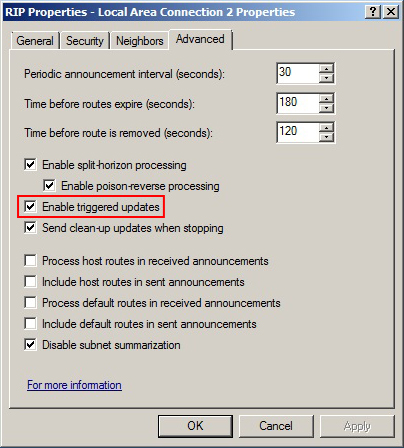 RIP Properties - Local Area Connection 2 Properties
General Security Neighbors Advanced
Periodic announcement interval (seconds): 30
Time before routes expire (seconds): 180
Time before route is removed (seconds): 120
Enable split-horizon processing
Enable poison-reverse processing
Enable triggered updates
Send clean-up updates when stopping
Process host routes in received announcements
Include host routes in sent announcements
Process default routes in received announcements
Include default routes in sent announcements
Disable subnet summarization
For more information
OK Cancel Apply